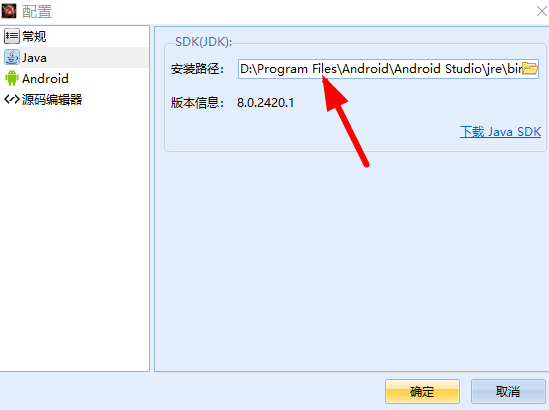 配置
常规
Java
Android
源码编辑器
SDK(JDK):
安装路径： D:\Program Files\Android\Android Studio\jre\bin
版本信息： 8.0.2420.1
下载 Java SDK
确定 取消